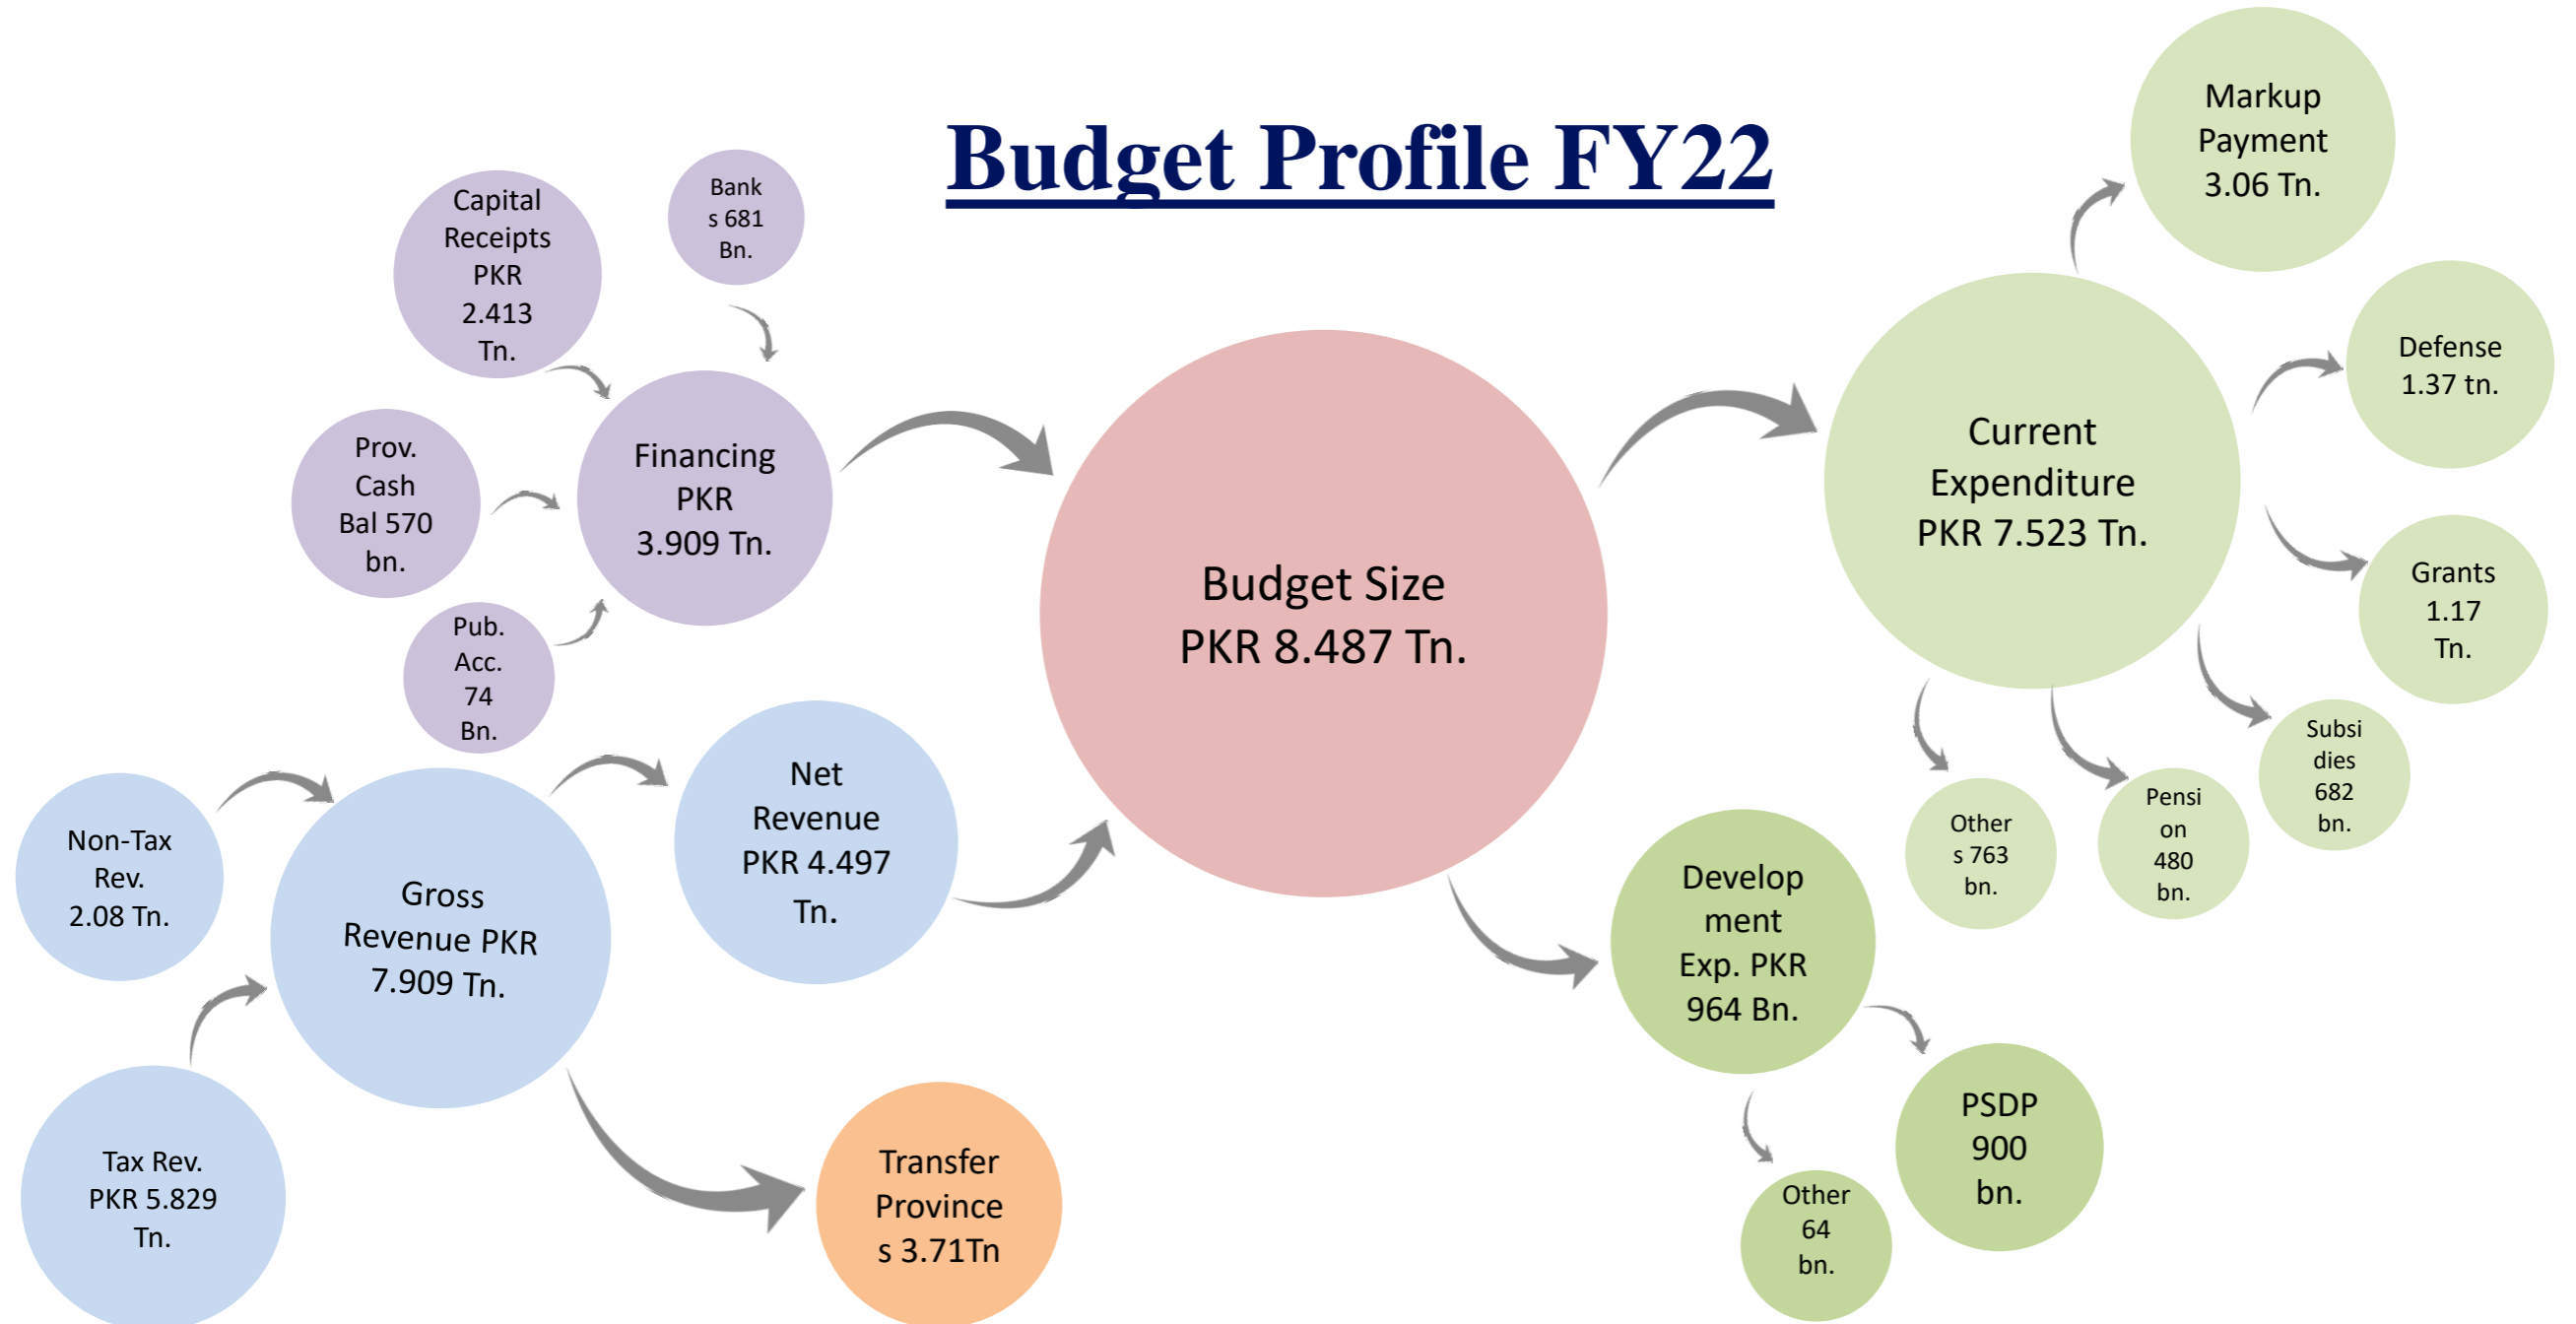 Budget Profile FY22
Capital
Receipts
PKR
2.413
Tn.
Bank
s 681
Bn.
Prov.
Cash
Bal 570
bn.
Financing
PKR
3.909 Tn.
Pub.
Acc.
74
Bn.
Non-Tax
Rev.
2.08 Tn.
Gross
Revenue PKR
7.909 Tn.
Tax Rev.
PKR 5.829
Tn.
Net
Revenue
PKR 4.497
Tn.
Transfer
Province
s 3.71Tn
Budget Size
PKR 8.487 Tn.
Current
Expenditure
PKR 7.523 Tn.
Markup
Payment
3.06 Tn.
Defense
1.37 tn.
Grants
1.17
Tn.
Subsi
dies
682
bn.
Pensi
on
480
bn.
Other
s 763
bn.
Develop
ment
Exp. PKR
964 Bn.
PSDP
900
bn.
Other
64
bn.